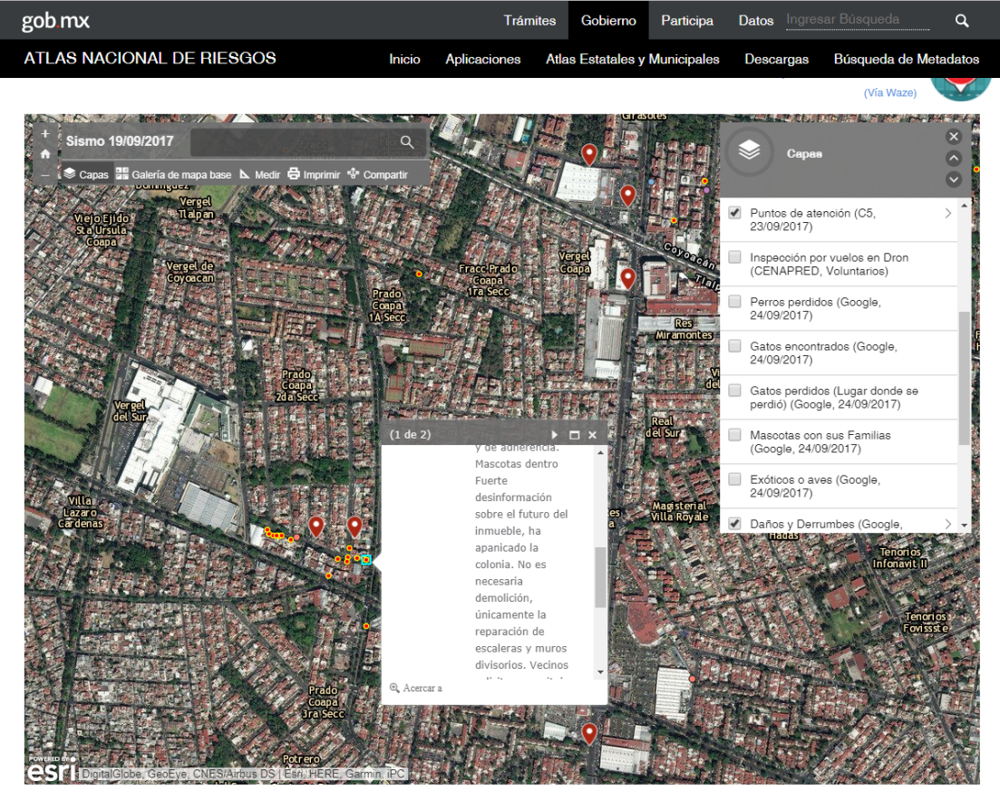 gob.mx
Trámites Gobierno Participa Datos Ingresar Búsqueda
ATLAS NACIONAL DE RIESGOS
Inicio Aplicaciones Atlas Estatales y Municipales Descargas Búsqueda de Metadatos
(Vía Waze)
+
Sismo 19/09/2017
Capas Galería de mapa base Medir Imprimir Compartir
Capas
Puntos de atención (C5,
23/09/2017)
Inspección por vuelos en Dron
(CENAPRED, Voluntarios)
Perros perdidos (Google,
24/09/2017)
Gatos encontrados (Google,
24/09/2017)
Gatos perdidos (Lugar donde se
perdió) (Google, 24/09/2017)
Mascotas con sus Familias
(Google, 24/09/2017)
Exóticos o aves (Google,
24/09/2017)
Daños y Derrumbes (Google,
Girasoles
Dominguez
Vergel
Tlalpan
Viejo Ejido
Sta Ursula
Coapa
Vergel de
Coyoacan
Fracc Prado
Coapa
1ra Secc
Vergel
Coapa
Coyoacán
Prado
Coapa
1A Secc
Res
Miramontes
Prado
Coapa
2da Secc
Vergel
del Sur
Real
del Sur
Villa
Lazaro
Cardenas
Magisterial
Villa Royale
Hadas
Tenorios
Infonavit II
Tenorios
Fovissste
Prado
Coapa
3ra Secc
Potrero
(1 de 2)
y de adherencia.
Mascotas dentro
Fuerte
desinformación
sobre el futuro del
inmueble, ha
apanicado la
colonia. No es
necesaria
demolición,
únicamente la
reparación de
escaleras y muros
divisorios. Vecinos
Acercar a
POWERED BY
esri
DigitalGlobe, GeoEye, CNES/Airbus DS | Esri, HERE, Garmin, iPC